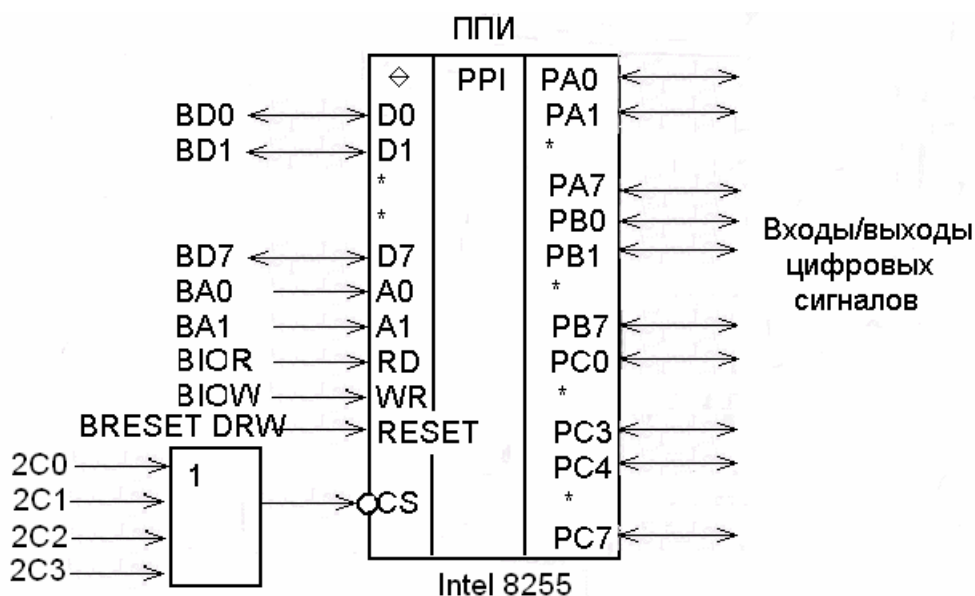 ППИ
PPI
BD0
BD1
BD7
BA0
BA1
BIOR
BIOW
BRESET DRW
2C0
2C1
2C2
2C3
1
D0
D1
*
*
D7
A0
A1
RD
WR
RESET
CS
PA0
PA1
*
PA7
PB0
PB1
*
PB7
PC0
*
PC3
PC4
*
PC7
Входы/выходы
цифровых
сигналов
Intel 8255